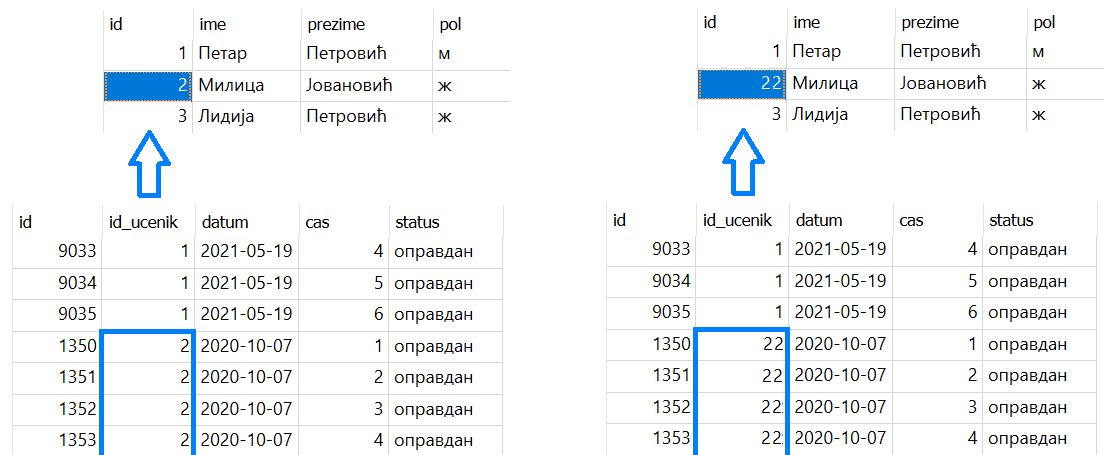 id ime prezime pol
1 Петар Петровић м
2 Милица Јовановић ж
3 Лидија Петровић ж
id id_ucenik datum cas status
9033 1 2021-05-19 4 оправдан
9034 1 2021-05-19 5 оправдан
9035 1 2021-05-19 6 оправдан
1350 2 2020-10-07 1 оправдан
1351 2 2020-10-07 2 оправдан
1352 2 2020-10-07 3 оправдан
1353 2 2020-10-07 4 оправдан
id ime prezime pol
1 Петар Петровић м
22 Милица Јовановић ж
3 Лидија Петровић ж
id id_ucenik datum cas status
9033 1 2021-05-19 4 оправдан
9034 1 2021-05-19 5 оправдан
9035 1 2021-05-19 6 оправдан
1350 22 2020-10-07 1 оправдан
1351 22 2020-10-07 2 оправдан
1352 22 2020-10-07 3 оправдан
1353 22 2020-10-07 4 оправдан